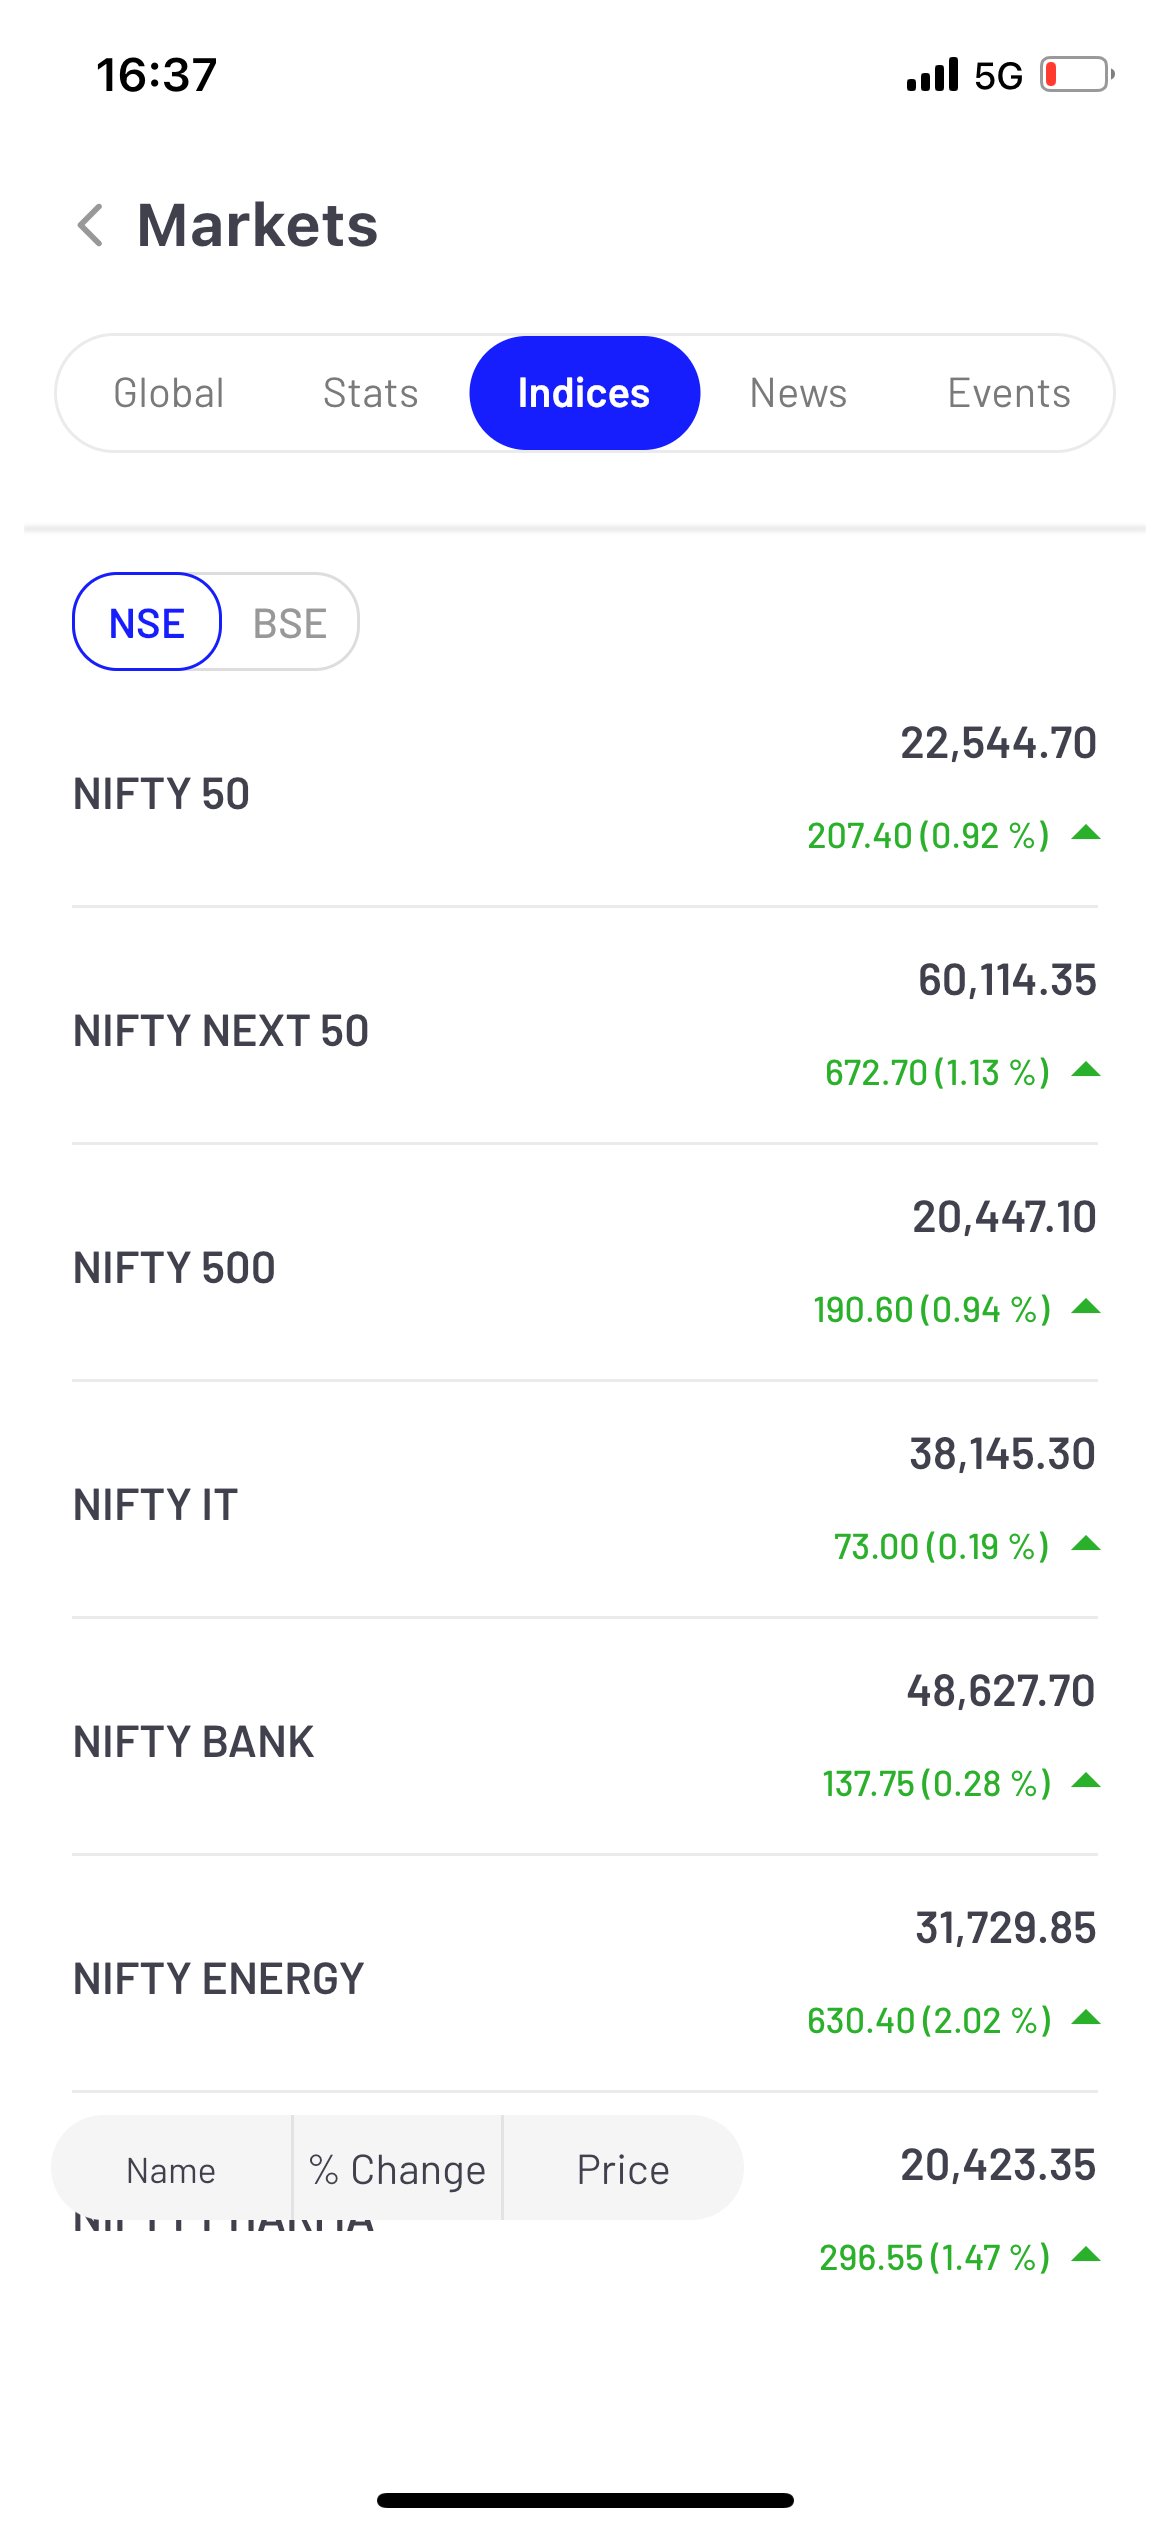 16:37
5G
Markets
Global Stats Indices News Events
NSE BSE
22,544.70
NIFTY 50
207.40 (0.92 %)
60,114.35
NIFTY NEXT 50
672.70 (1.13 %)
20,447.10
NIFTY 500
190.60 (0.94 %)
38,145.30
NIFTY IT
73.00 (0.19 %)
48,627.70
NIFTY BANK
137.75 (0.28 %)
31,729.85
NIFTY ENERGY
630.40 (2.02 %)
Name % Change Price
20,423.35
NIFTY PHARMA
296.55 (1.47 %)